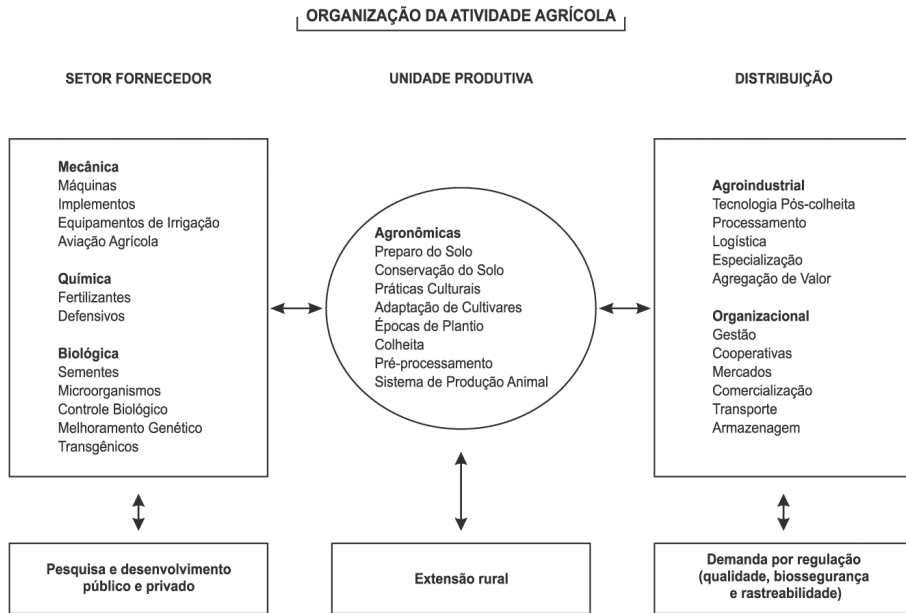 ORGANIZAÇÃO DA ATIVIDADE AGRÍCOLA
SETOR FORNECEDOR
Mecânica
Máquinas
Implementos
Equipamentos de Irrigação
Aviação Agrícola
Química
Fertilizantes
Defensivos
Biológica
Sementes
Microorganismos
Controle Biológico
Melhoramento Genético
Transgênicos
Pesquisa e desenvolvimento
público e privado
UNIDADE PRODUTIVA
Agronômicas
Preparo do Solo
Conservação do Solo
Práticas Culturais
Adaptação de Cultivares
Épocas de Plantio
Colheita
Pré-processamento
Sistema de Produção Animal
Extensão rural
DISTRIBUIÇÃO
Agroindustrial
Tecnologia Pós-colheita
Processamento
Logística
Especialização
Agregação de Valor
Organizacional
Gestão
Cooperativas
Mercados
Comercialização
Transporte
Armazenagem
Demanda por regulação
(qualidade, biossegurança
e rastreabilidade)